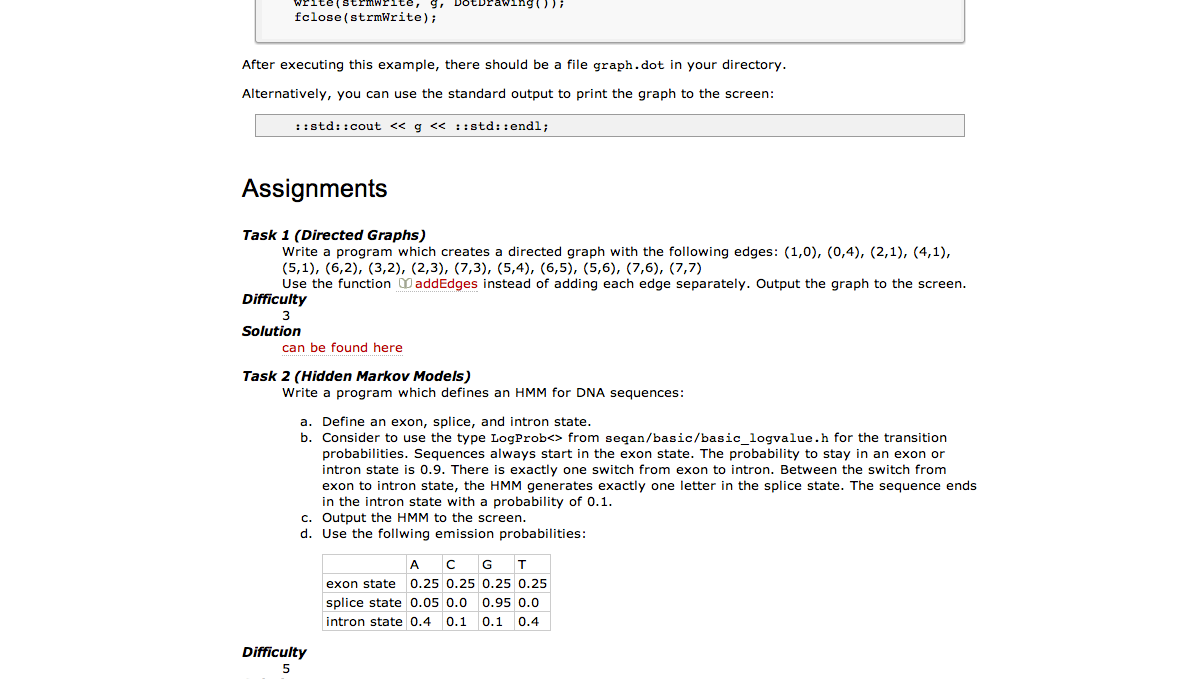 write(strmWrite, g, DotDrawing());
fclose(strmWrite);
After executing this example, there should be a file graph.dot in your directory.
Alternatively, you can use the standard output to print the graph to the screen:
::std::cout << g << ::std::endl;
Assignments
Task 1 (Directed Graphs)
Write a program which creates a directed graph with the following edges: (1,0), (0,4), (2,1), (4,1),
(5,1), (6,2), (3,2), (2,3), (7,3), (5,4), (6,5), (5,6), (7,6), (7,7)
Use the function addEdges instead of adding each edge separately. Output the graph to the screen.
Difficulty
3
Solution
can be found here
Task 2 (Hidden Markov Models)
Write a program which defines an HMM for DNA sequences:
a. Define an exon, splice, and intron state.
b. Consider to use the type LogProb<> from seqan/basic/basic_logvalue.h for the transition
probabilities. Sequences always start in the exon state. The probability to stay in an exon or
intron state is 0.9. There is exactly one switch from exon to intron. Between the switch from
exon to intron state, the HMM generates exactly one letter in the splice state. The sequence ends
in the intron state with a probability of 0.1.
c. Output the HMM to the screen.
d. Use the follwing emission probabilities:
A C G T
exon state 0.25 0.25 0.25 0.25
splice state 0.05 0.0 0.95 0.0
intron state 0.4 0.1 0.1 0.4
Difficulty
5